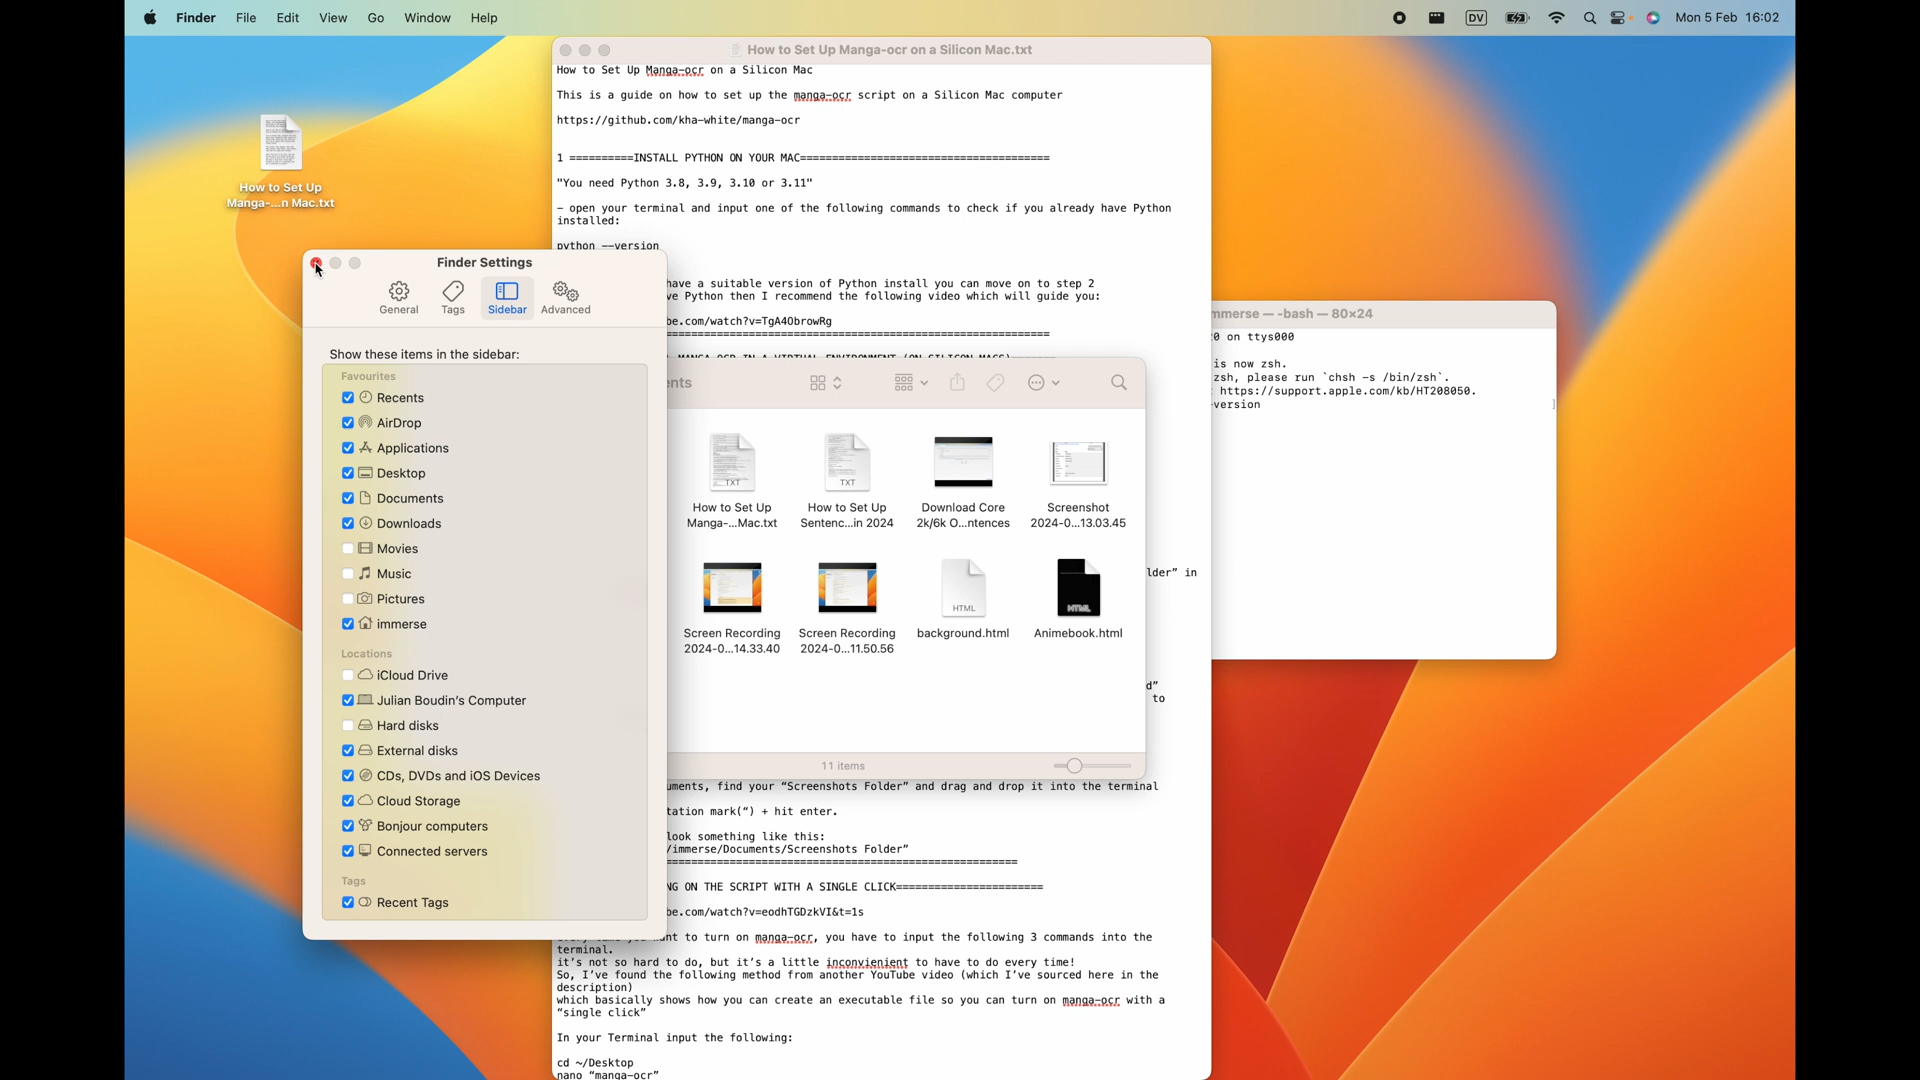 Finder File Edit View Go Window Help
DV
Mon 5 Feb 16:02
How to Set Up
Manga-...n Mac.txt
How to Set Up Manga-ocr on a Silicon Mac.txt
How to Set Up Manga-ocr on a Silicon Mac
This is a guide on how to set up the manga-ocr script on a Silicon Mac computer
https://github.com/kha-white/manga-ocr
1 ==========INSTALL PYTHON ON YOUR MAC=======================================
"You need Python 3.8, 3.9, 3.10 or 3.11"
- open your terminal and input one of the following commands to check if you already have Python
installed:
python --version
have a suitable version of Python install you can move on to step 2
ve Python then I recommend the following video which will guide you:
be.com/watch?v=TgA4ObrowRg
Finder Settings
General
Tags
Sidebar
Advanced
Show these items in the sidebar:
Favourites
Recents
AirDrop
Applications
Desktop
Documents
Downloads
Movies
Music
Pictures
immerse
Locations
iCloud Drive
Julian Boudin's Computer
Hard disks
External disks
CDs, DVDs and iOS Devices
Cloud Storage
Bonjour computers
Connected servers
Tags
Recent Tags
ents
TXT
How to Set Up
Manga-...Mac.txt
TXT
How to Set Up
Sentenc...in 2024
Download Core
2k/6k O...ntences
Screenshot
2024-0...13.03.45
Screen Recording
2024-0...14.33.40
Screen Recording
2024-0...11.50.56
HTML
background.html
HTML
Animebook.html
11 items
lder” in
d”
to
mmerse — -bash — 80×24
on ttys000
is now zsh.
zsh, please run `chsh -s /bin/zsh`.
https://support.apple.com/kb/HT208050.
-version
uments, find your “Screenshots Folder” and drag and drop it into the terminal
tation mark(“) + hit enter.
look something like this:
/immerse/Documents/Screenshots Folder”
NG ON THE SCRIPT WITH A SINGLE CLICK=======================
be.com/watch?v=eodhTGDzkVI&t=1s
want to turn on manga-ocr, you have to input the following 3 commands into the
terminal.
it’s not so hard to do, but it’s a little inconvienient to have to do every time!
So, I’ve found the following method from another YouTube video (which I’ve sourced here in the
description)
which basically shows how you can create an executable file so you can turn on manga-ocr with a
“single click”
In your Terminal input the following:
cd ~/Desktop
nano “manga-ocr”